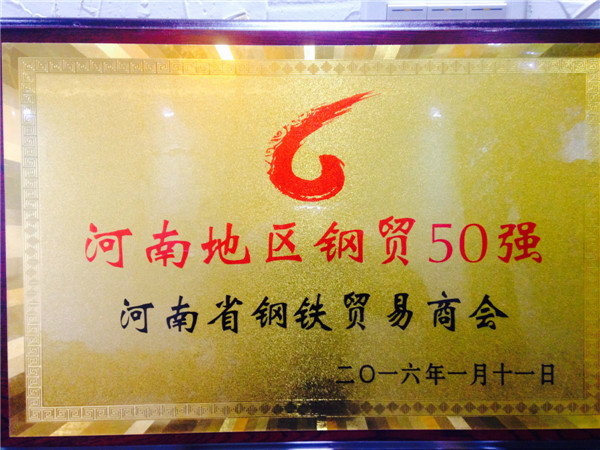 河南地区钢贸50强
河南省钢铁贸易商会
二〇一六年一月十一日